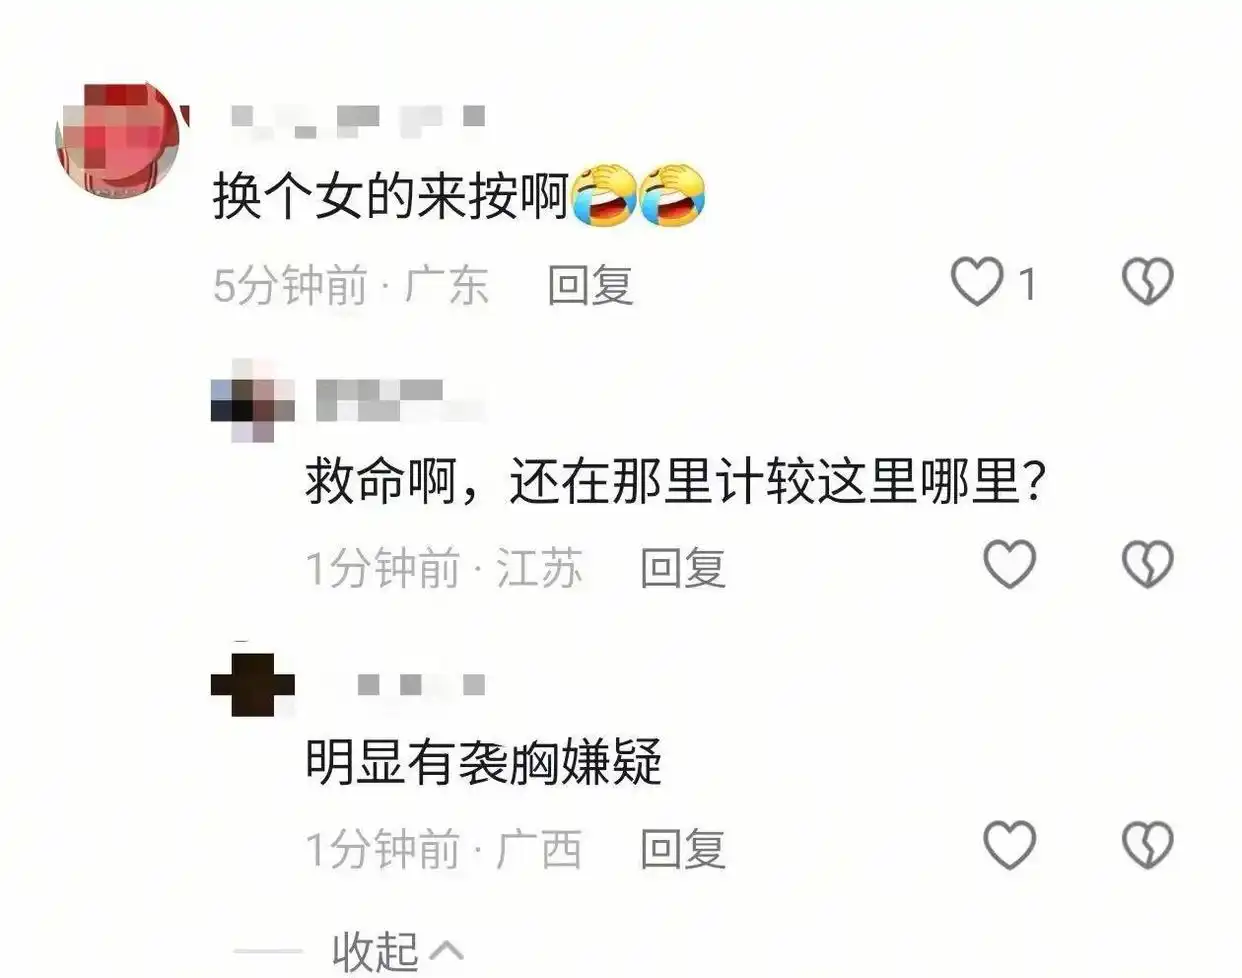 换个女的来按啊🤣🤣
5分钟前 · 广东 回复 1
救命啊，还在那里计较这里哪里？
1分钟前 · 江苏 回复
明显有袭胸嫌疑
1分钟前 · 广西 回复
收起